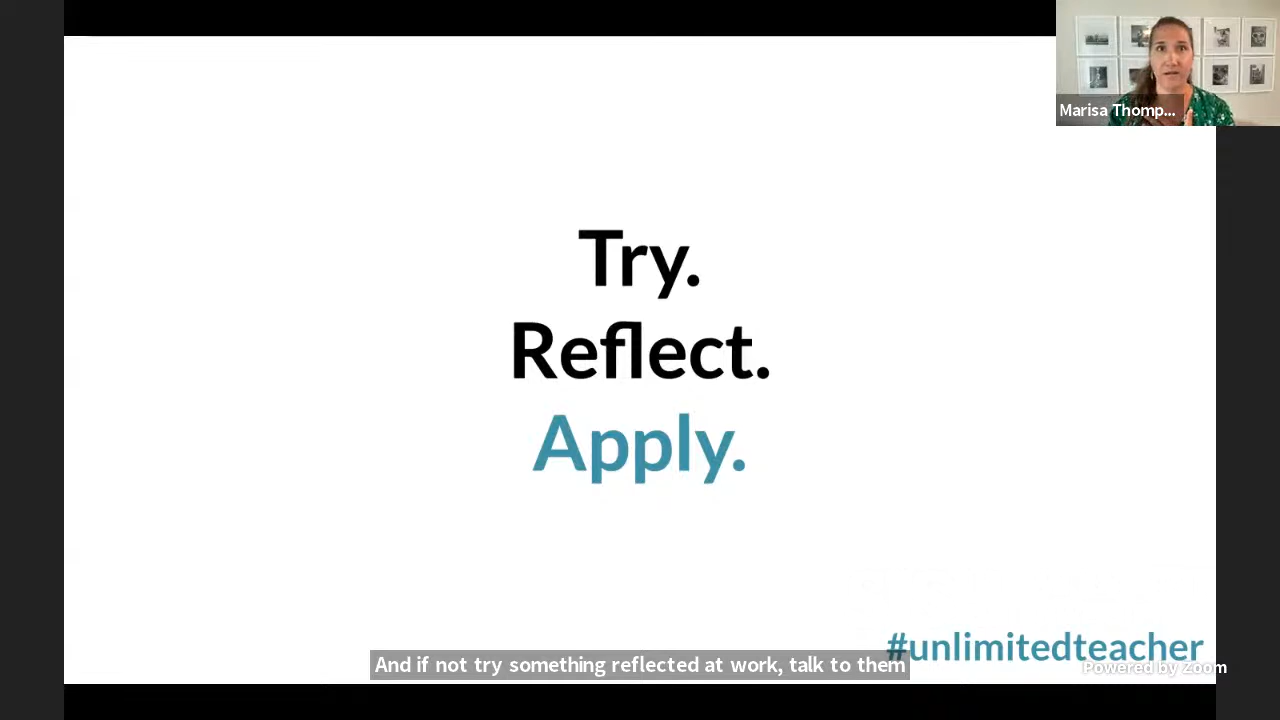 Marisa Thomp...
Try.
Reflect.
Apply.
#unlimitedteacher
And if not try something reflected at work, talk to them
Powered by Zoom